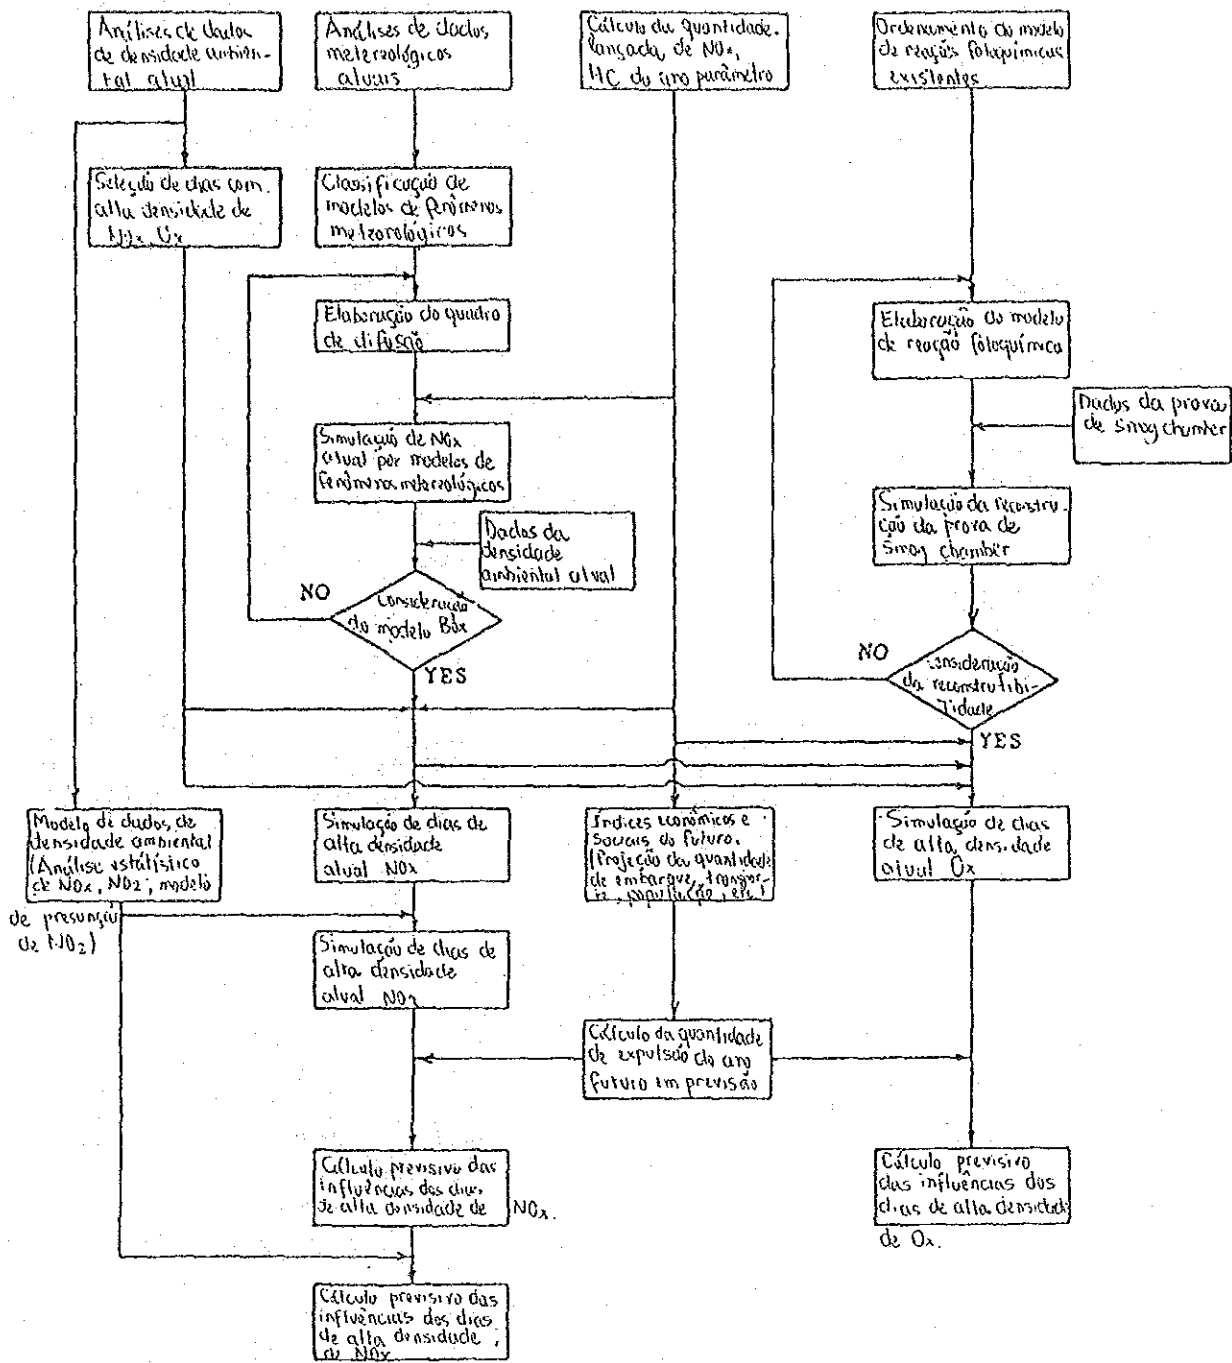 Análises de dados
de densidade ambien-
tal atual
Análises de dados
metereológicos
atuais
Cálculo da quantidade
lançada de NOx,
HC do ano parâmetro
Ordenamento do modelo
de reações fotoquímicas
existentes
Seleção de dias com
alta densidade de
NOx, Ox
Classificação de
modelos de fenômenos
meteorológicos
Elaboração do quadro
de difusão
Elaboração do modelo
de reação fotoquímica
Dados da prova
de Smog chamber
Simulação de NOx
atual por modelos de
fenômenos metereológicos
Simulação da reconstru-
ção da prova de
Smog chamber
Dados da
densidade
ambiental atual
NO
Consideração
do modelo Box
YES
NO
Consideração
da reconstrutibi-
lidade
YES
Modelo de dados de
densidade ambiental
(Análise estatístico
de NOx, NO2; modelo
de presunção
de NO2)
Simulação de dias de
alta densidade
atual NOx
Índices econômicos e
sociais do futuro.
(Projeção da quantidade
de embarque, transpor-
te, população, etc)
Simulação de dias
de alta densidade
atual Ox
Simulação de dias de
alta densidade
atual NO2
Cálculo da quantidade
de expulsão do ano
futuro em previsão
Cálculo previsivo das
influências dos dias
de alta densidade de NOx.
Cálculo previsivo
das influências dos
dias de alta densidade
de Ox.
Cálculo previsivo das
influências dos dias
de alta densidade
de NOx